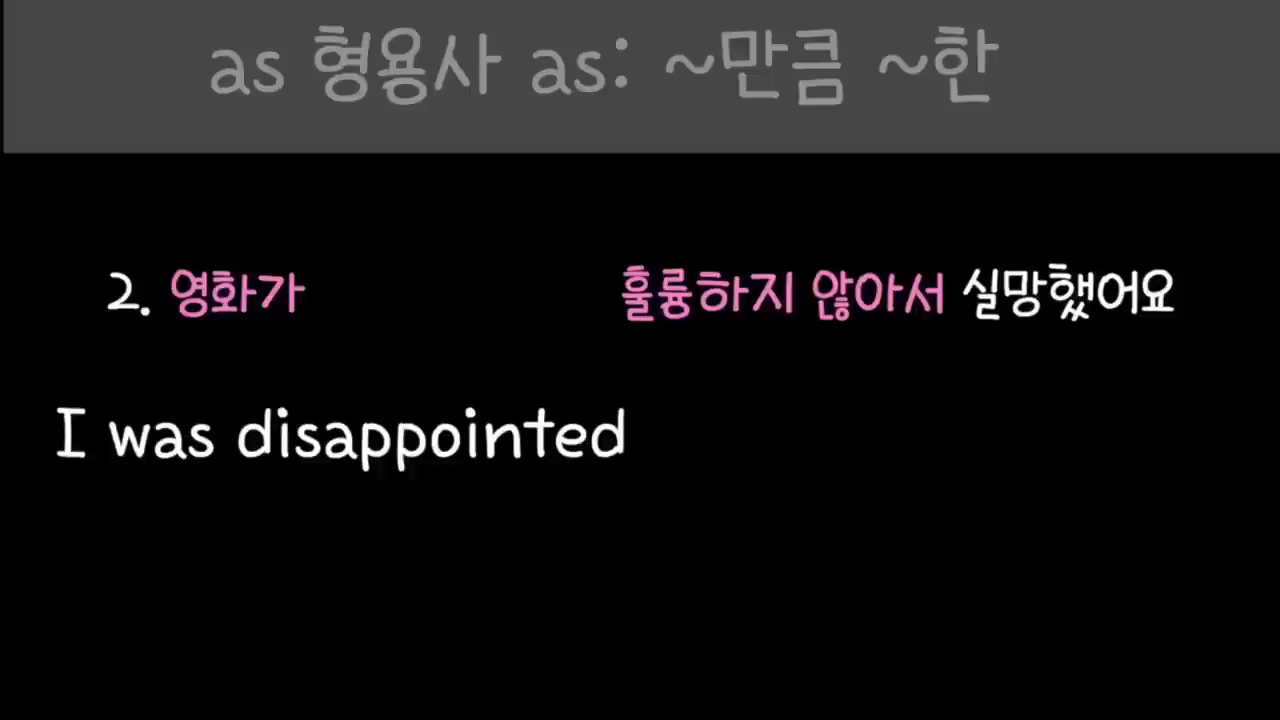 as 형용사 as: ~만큼 ~한
2. 영화가 훌륭하지 않아서 실망했어요
I was disappointed